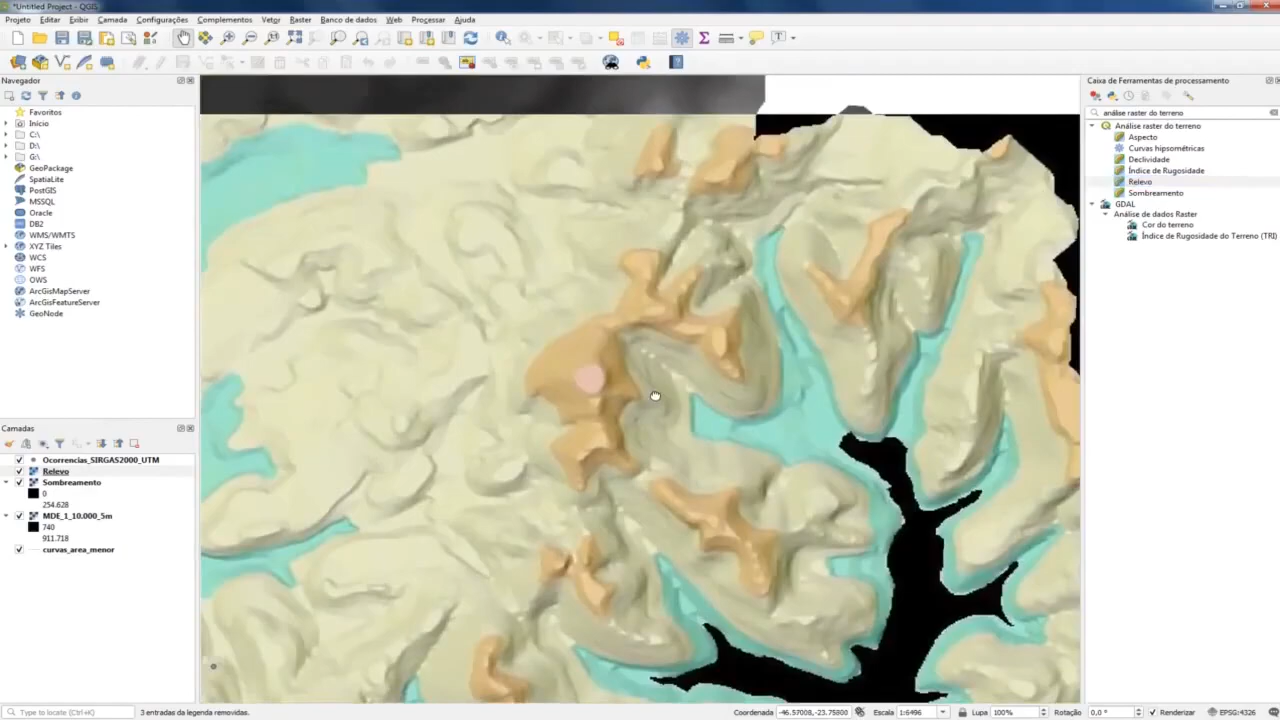 *Untitled Project - QGIS
Projeto Editar Exibir Camada Configurações Complementos Vetor Raster Banco de dados Web Processar Ajuda
Navegador
Favoritos
Início
C:\
D:\
G:\
GeoPackage
SpatiaLite
PostGIS
MSSQL
Oracle
DB2
WMS/WMTS
XYZ Tiles
WCS
WFS
OWS
ArcGisMapServer
ArcGisFeatureServer
GeoNode
Camadas
Ocorrencias_SIRGAS2000_UTM
Relevo
Sombreamento
0
254.628
MDE_1_10.000_5m
740
911.718
curvas_area_menor
Caixa de Ferramentas de processamento
análise raster do terreno
Análise raster do terreno
Aspecto
Curvas hipsométricas
Declividade
Índice de Rugosidade
Relevo
Sombreamento
GDAL
Análise de dados Raster
Cor do terreno
Índice de Rugosidade do Terreno (TRI)
Type to locate (Ctrl+K)
3 entradas da legenda removidas.
Coordenada -46.57008,-23.75800 Escala 1:6496 Lupa 100% Rotação 0,0 ° Renderizar EPSG:4326